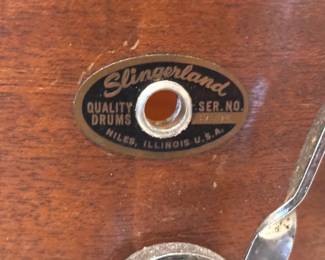 Slingerland
QUALITY SER. NO.
DRUMS
NILES, ILLINOIS U.S.A.